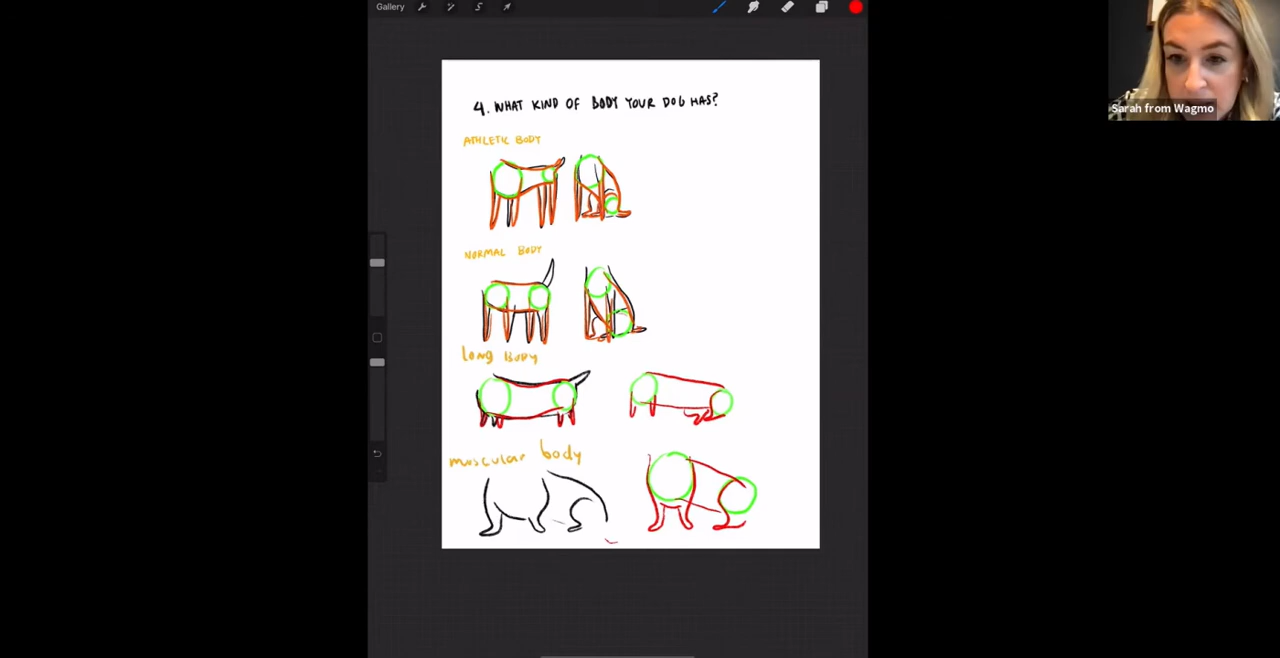 Gallery
Sarah from Wagmo
4. WHAT KIND OF BODY YOUR DOG HAS?
ATHLETIC BODY
NORMAL BODY
LONG BODY
muscular body